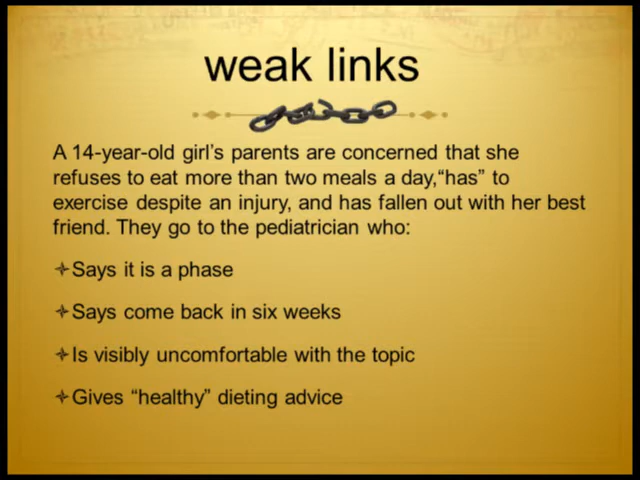 weak links
A 14-year-old girl's parents are concerned that she
refuses to eat more than two meals a day,“has” to
exercise despite an injury, and has fallen out with her best
friend. They go to the pediatrician who:
Says it is a phase
Says come back in six weeks
Is visibly uncomfortable with the topic
Gives “healthy” dieting advice